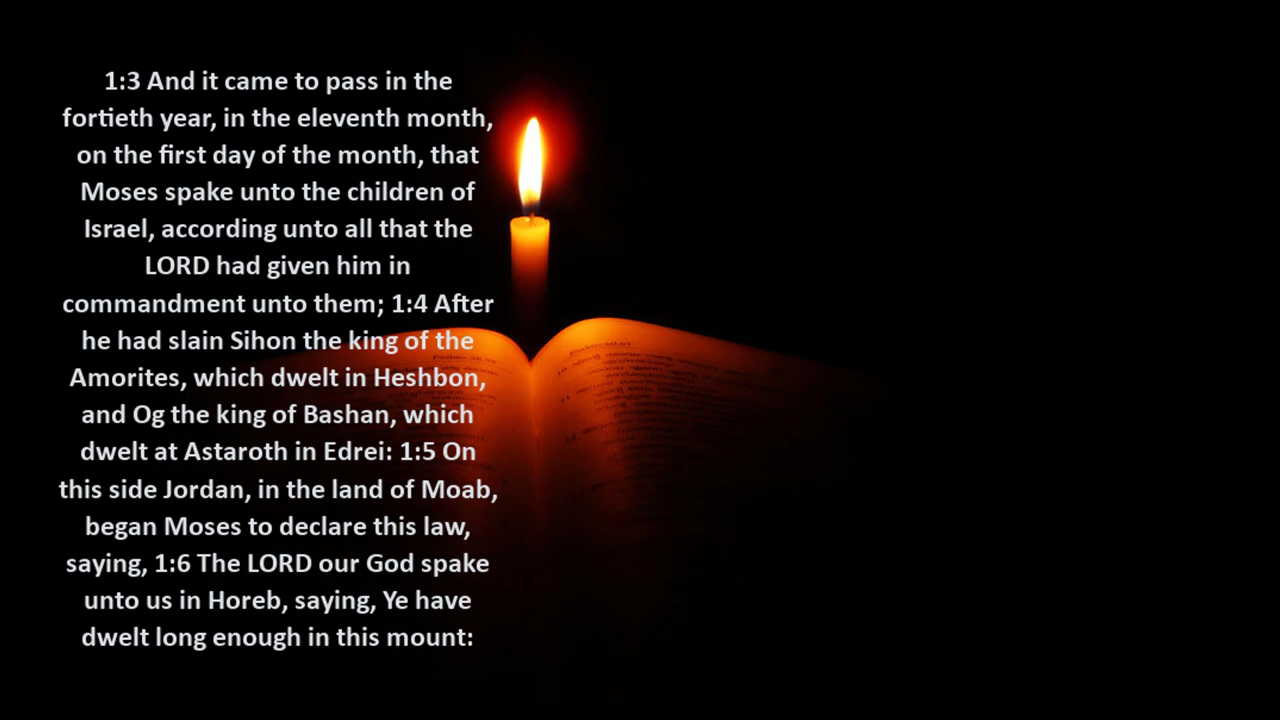 1:3 And it came to pass in the
fortieth year, in the eleventh month,
on the first day of the month, that
Moses spake unto the children of
Israel, according unto all that the
LORD had given him in
commandment unto them; 1:4 After
he had slain Sihon the king of the
Amorites, which dwelt in Heshbon,
and Og the king of Bashan, which
dwelt at Astaroth in Edrei: 1:5 On
this side Jordan, in the land of Moab,
began Moses to declare this law,
saying, 1:6 The LORD our God spake
unto us in Horeb, saying, Ye have
dwelt long enough in this mount: